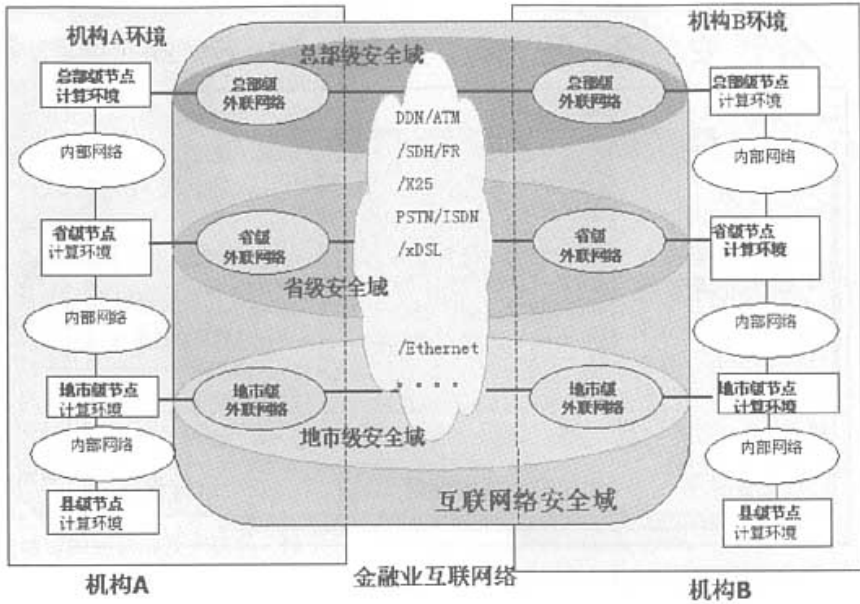 机构A环境
总部级节点
计算环境
内部网络
省级节点
计算环境
内部网络
地市级节点
计算环境
内部网络
县级节点
计算环境
机构A
总部级安全域
总部级
外联网络
省级
外联网络
省级安全域
地市级
外联网络
地市级安全域
DDN/ATM
/SDH/FR
/X25
PSTN/ISDN
/xDSL
/Ethernet
....
总部级
外联网络
省级
外联网络
地市级
外联网络
互联网络安全域
金融业互联网络
机构B环境
总部级节点
计算环境
内部网络
省级节点
计算环境
内部网络
地市级节点
计算环境
内部网络
县级节点
计算环境
机构B